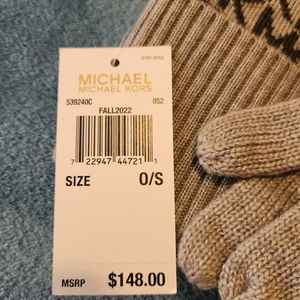 MICHAEL
MICHAEL KORS
539240C 052
FALL2022
7 22947 44721 1
SIZE O/S
MSRP $148.00